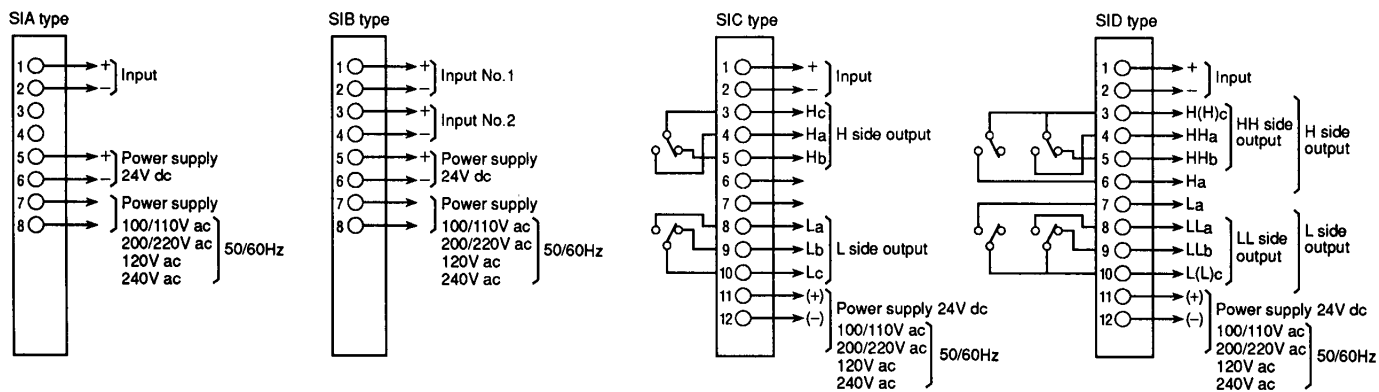 SIA type
1 + Input
2 −
3
4
5 + Power supply
6 − 24V dc
7 Power supply
8 100/110V ac
200/220V ac 50/60Hz
120V ac
240V ac
SIB type
1 + Input No.1
2 −
3 + Input No.2
4 −
5 + Power supply
6 − 24V dc
7 Power supply
8 100/110V ac
200/220V ac 50/60Hz
120V ac
240V ac
SIC type
1 + Input
2 −
3 Hc
4 Ha H side output
5 Hb
6
7
8 La
9 Lb L side output
10 Lc
11 (+) Power supply 24V dc
12 (−) 100/110V ac
200/220V ac 50/60Hz
120V ac
240V ac
SID type
1 + Input
2 −
3 H(H)c
4 HHa HH side output H side output
5 HHb
6 Ha
7 La
8 LLa
9 LLb LL side output L side output
10 L(L)c
11 (+) Power supply 24V dc
12 (−) 100/110V ac
200/220V ac 50/60Hz
120V ac
240V ac